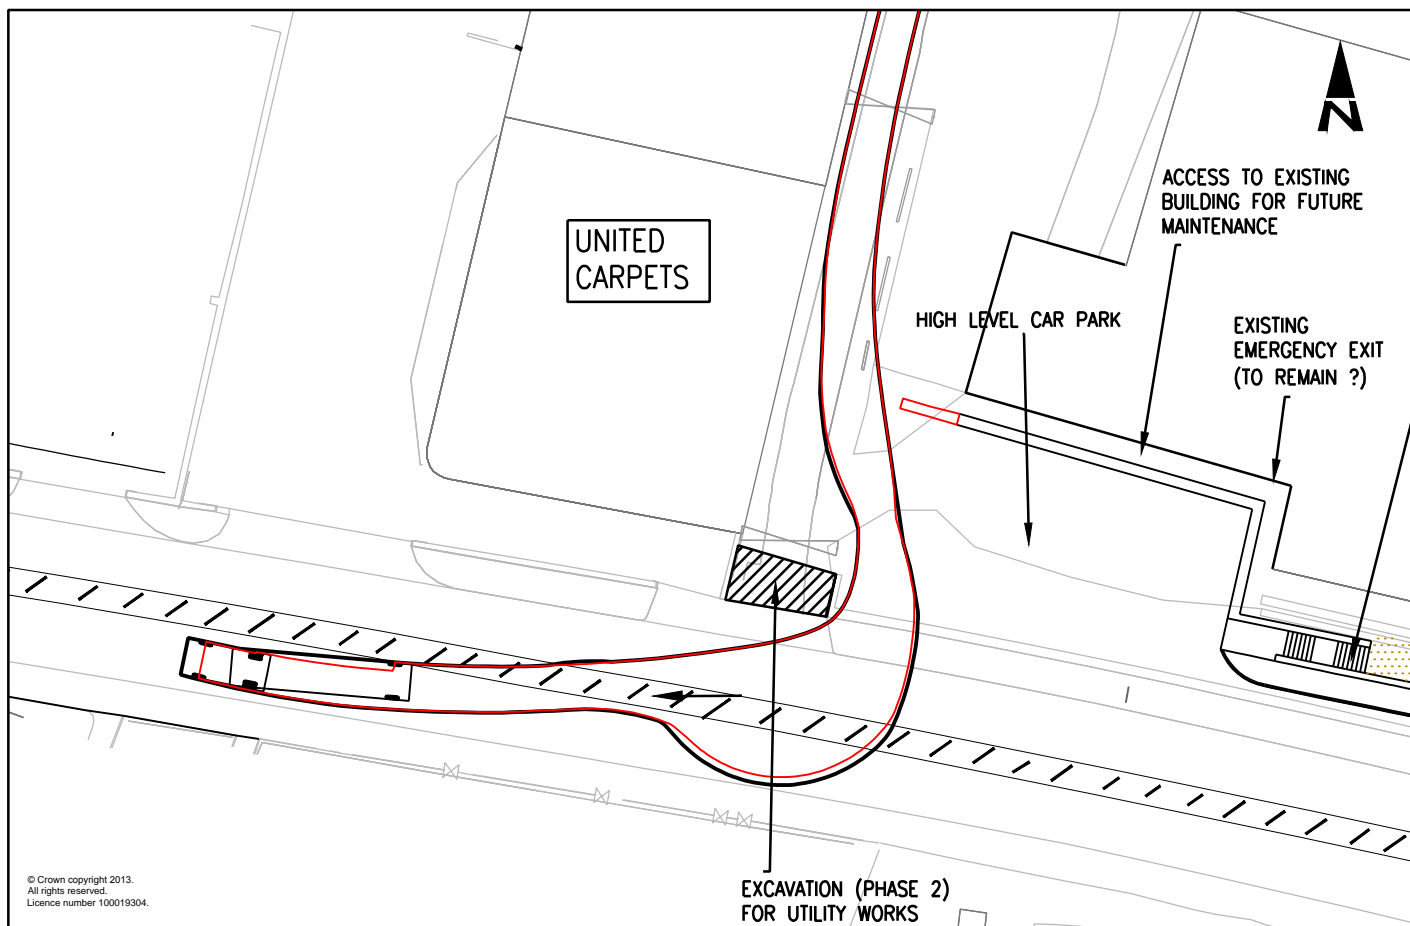 N
ACCESS TO EXISTING
BUILDING FOR FUTURE
MAINTENANCE
UNITED
CARPETS
HIGH LEVEL CAR PARK
EXISTING
EMERGENCY EXIT
(TO REMAIN ?)
EXCAVATION (PHASE 2)
FOR UTILITY WORKS
© Crown copyright 2013.
All rights reserved.
Licence number 100019304.